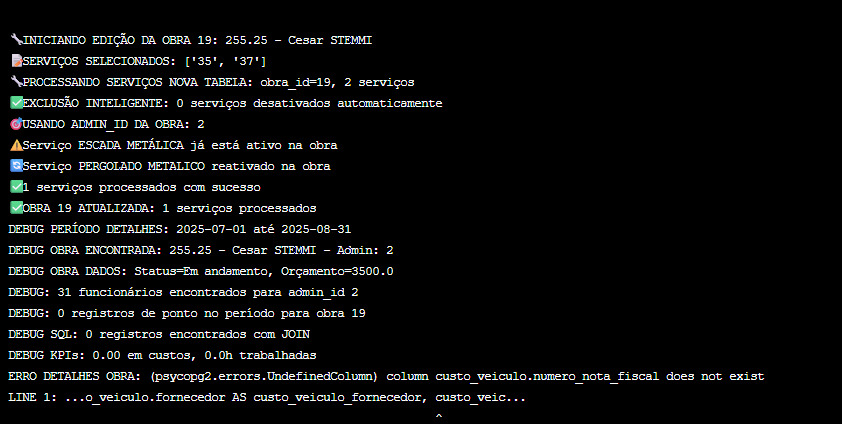 🔧INICIANDO EDIÇÃO DA OBRA 19: 255.25 - Cesar STEMMI
📝SERVIÇOS SELECIONADOS: ['35', '37']
🔧PROCESSANDO SERVIÇOS NOVA TABELA: obra_id=19, 2 serviços
✅EXCLUSÃO INTELIGENTE: 0 serviços desativados automaticamente
🎯USANDO ADMIN_ID DA OBRA: 2
⚠️Serviço ESCADA METÁLICA já está ativo na obra
🔄Serviço PERGOLADO METALICO reativado na obra
✅1 serviços processados com sucesso
✅OBRA 19 ATUALIZADA: 1 serviços processados
DEBUG PERÍODO DETALHES: 2025-07-01 até 2025-08-31
DEBUG OBRA ENCONTRADA: 255.25 - Cesar STEMMI - Admin: 2
DEBUG OBRA DADOS: Status=Em andamento, Orçamento=3500.0
DEBUG: 31 funcionários encontrados para admin_id 2
DEBUG: 0 registros de ponto no período para obra 19
DEBUG SQL: 0 registros encontrados com JOIN
DEBUG KPIs: 0.00 em custos, 0.0h trabalhadas
ERRO DETALHES OBRA: (psycopg2.errors.UndefinedColumn) column custo_veiculo.numero_nota_fiscal does not exist
LINE 1: ...o_veiculo.fornecedor AS custo_veiculo_fornecedor, custo_veic...
^